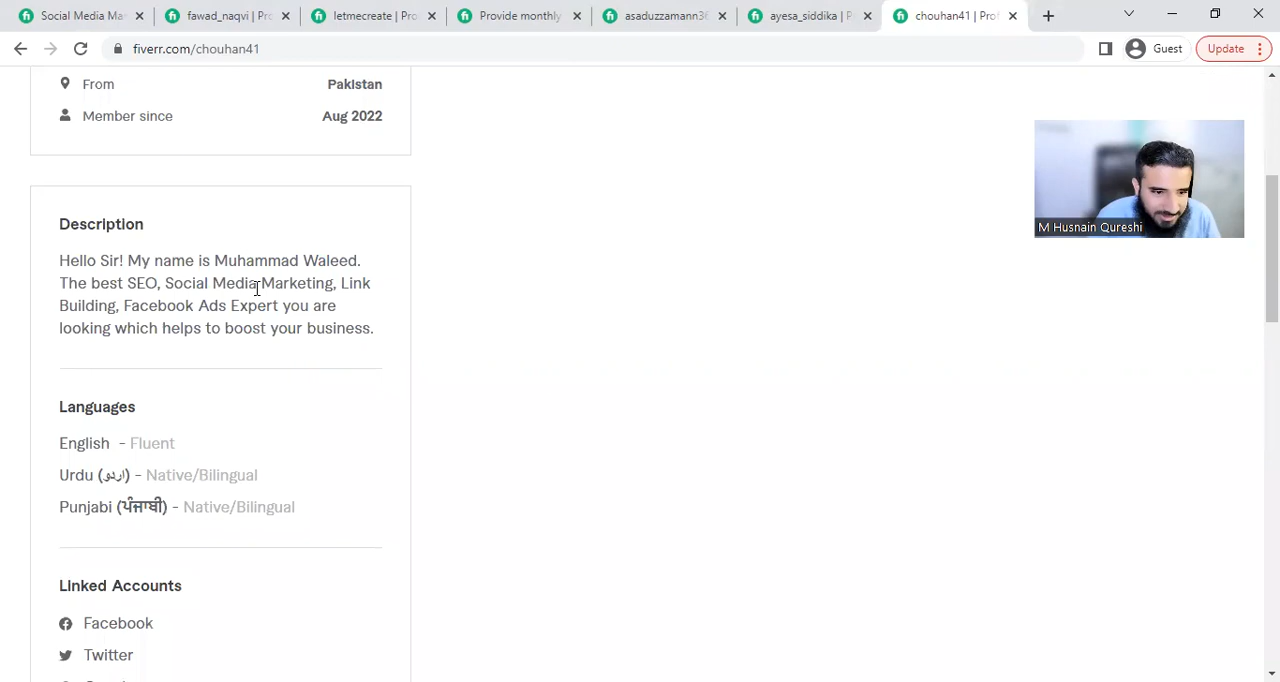 Social Media Ma
fawad_naqvi | Pro
letmecreate | Pro
Provide monthly
asaduzzamann36
ayesa_siddika | P
chouhan41 | Prof
fiverr.com/chouhan41
Guest
Update
From Pakistan
Member since Aug 2022
M Husnain Qureshi
Description
Hello Sir! My name is Muhammad Waleed.
The best SEO, Social Media Marketing, Link
Building, Facebook Ads Expert you are
looking which helps to boost your business.
Languages
English - Fluent
Urdu (اردو) - Native/Bilingual
Punjabi (ਪੰਜਾਬੀ) - Native/Bilingual
Linked Accounts
Facebook
Twitter